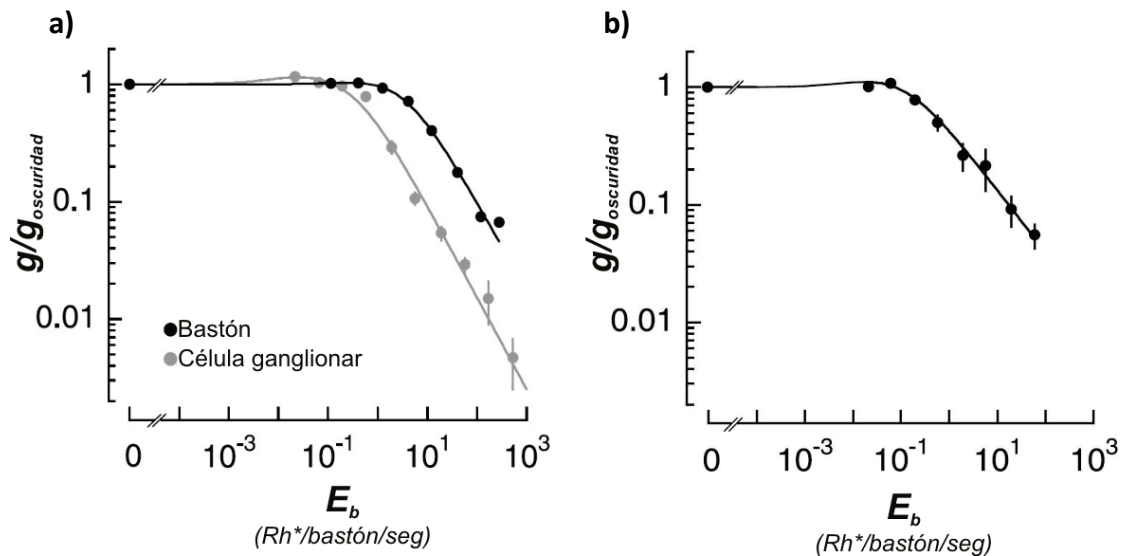 a)
g/g_oscuridad
1
0.1
0.01
Bastón
Célula ganglionar
0 10^-3 10^-1 10^1 10^3
E_b
(Rh*/bastón/seg)
b)
g/g_oscuridad
1
0.1
0.01
0 10^-3 10^-1 10^1 10^3
E_b
(Rh*/bastón/seg)